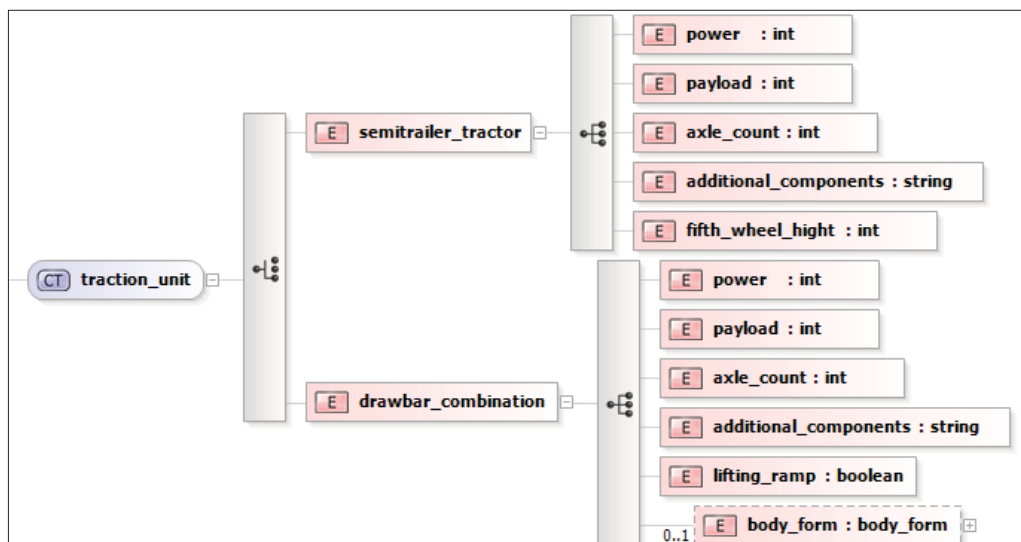 CT traction_unit
E semitrailer_tractor
E power : int
E payload : int
E axle_count : int
E additional_components : string
E fifth_wheel_hight : int
E drawbar_combination
E power : int
E payload : int
E axle_count : int
E additional_components : string
E lifting_ramp : boolean
E body_form : body_form
0..1